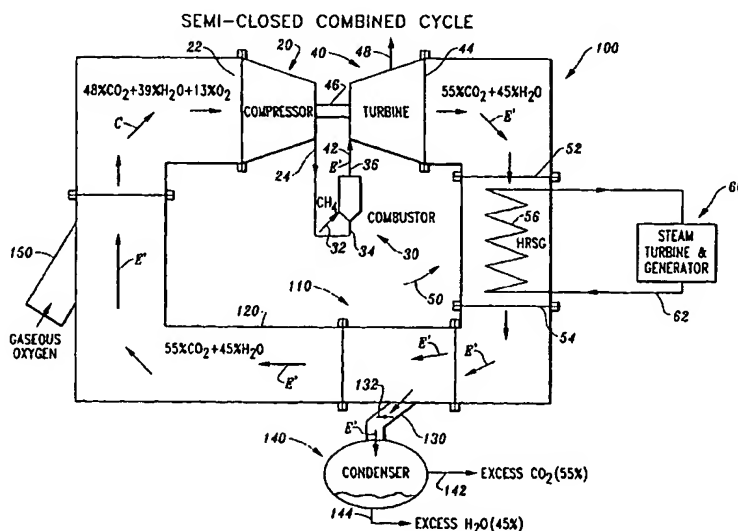 SEMI-CLOSED COMBINED CYCLE
20
40
48
44
100
22
48%CO2+39%H2O+13%O2
46
55%CO2+45%H2O
COMPRESSOR
TURBINE
C
E'
42
E'
36
52
24
CH4
COMBUSTOR
56
HRSG
STEAM
TURBINE &
GENERATOR
32
34
30
150
E'
110
50
62
54
GASEOUS
OXYGEN
120
55%CO2+45%H2O
E'
E'
E'
132
E'
130
140
CONDENSER
EXCESS CO2(55%)
142
144
EXCESS H2O(45%)